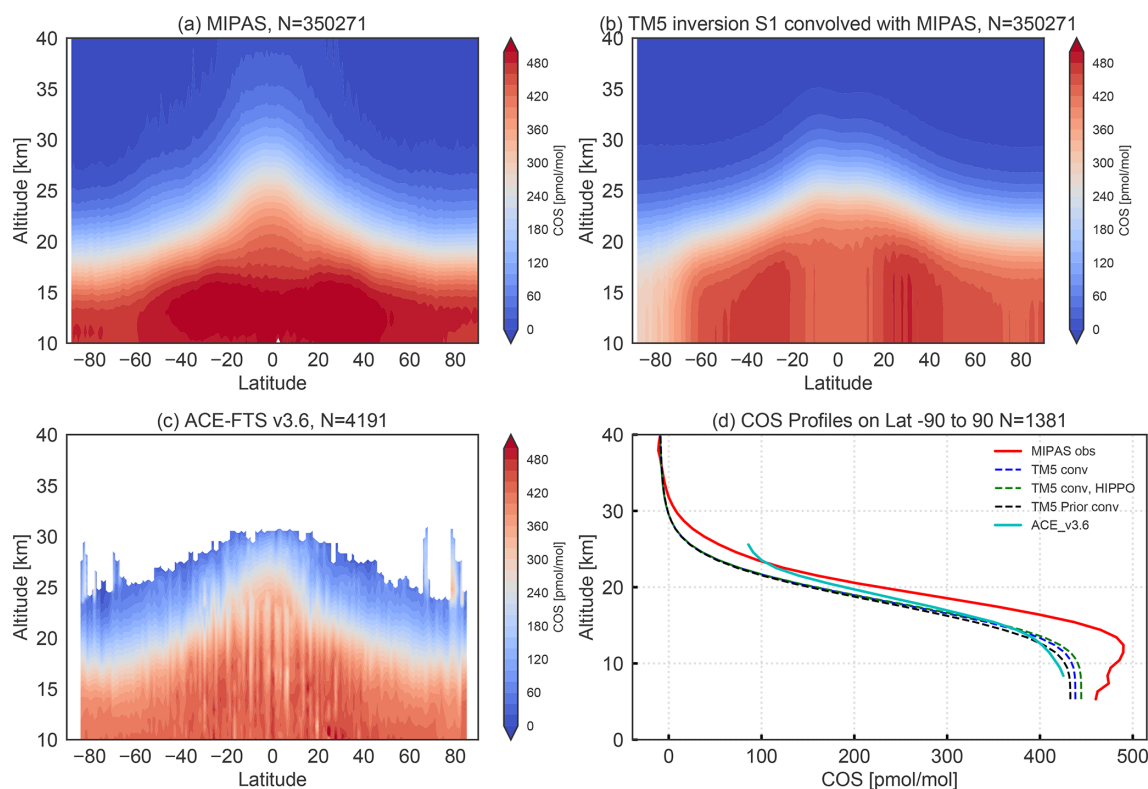 (a) MIPAS, N=350271
40
35
30
25
20
15
10
Altitude [km]
−80 −60 −40 −20 0 20 40 60 80
Latitude
480
420
360
300
240
180
120
60
0
COS [pmol/mol]
(b) TM5 inversion S1 convolved with MIPAS, N=350271
40
35
30
25
20
15
10
Altitude [km]
−80 −60 −40 −20 0 20 40 60 80
Latitude
480
420
360
300
240
180
120
60
0
COS [pmol/mol]
(c) ACE-FTS v3.6, N=4191
40
35
30
25
20
15
10
Altitude [km]
−80 −60 −40 −20 0 20 40 60 80
Latitude
480
420
360
300
240
180
120
60
0
COS [pmol/mol]
(d) COS Profiles on Lat -90 to 90 N=1381
40
30
20
10
0
Altitude [km]
MIPAS obs
TM5 conv
TM5 conv, HIPPO
TM5 Prior conv
ACE_v3.6
0 100 200 300 400 500
COS [pmol/mol]